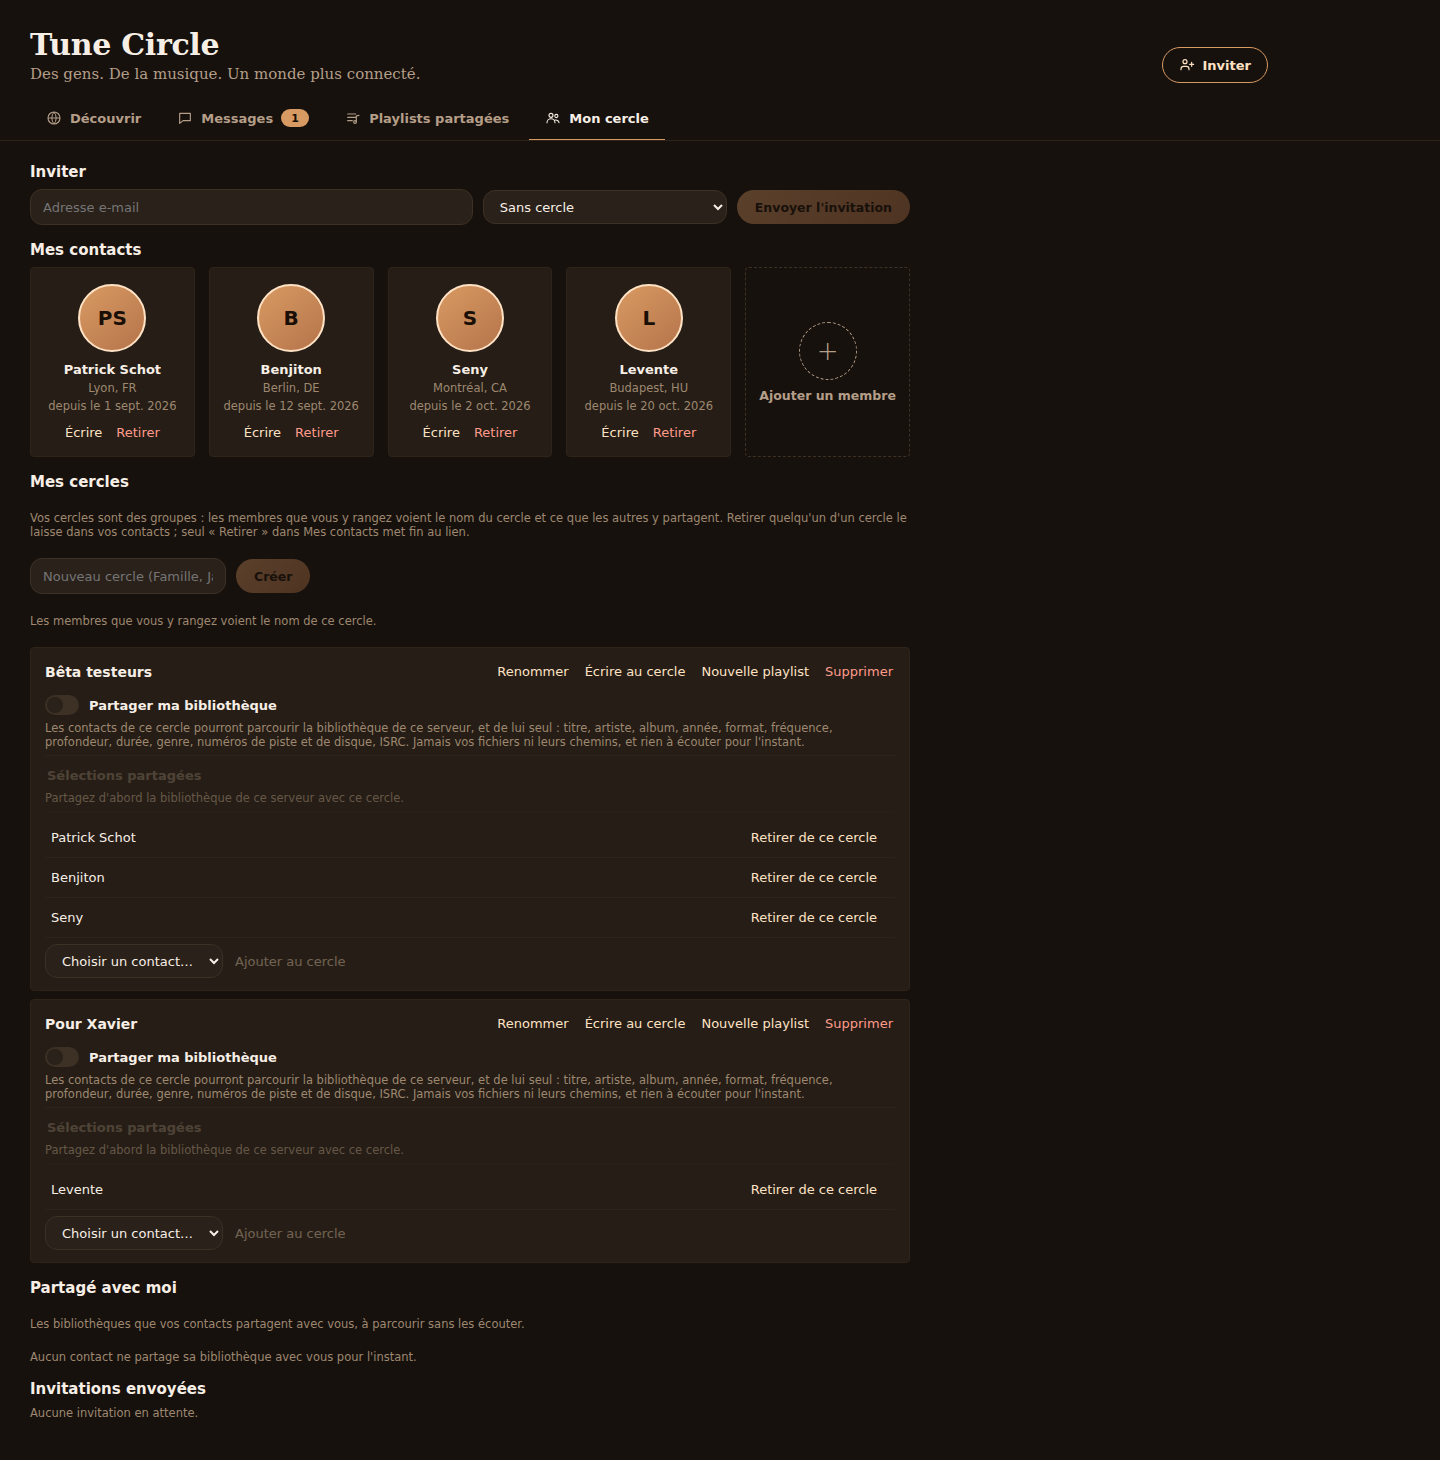 Tune Circle
Des gens. De la musique. Un monde plus connecté.
Inviter
Découvrir
Messages 1
Playlists partagées
Mon cercle
Inviter
Adresse e-mail
Sans cercle
Envoyer l'invitation
Mes contacts
PS
Patrick Schot
Lyon, FR
depuis le 1 sept. 2026
Écrire Retirer
B
Benjiton
Berlin, DE
depuis le 12 sept. 2026
Écrire Retirer
S
Seny
Montréal, CA
depuis le 2 oct. 2026
Écrire Retirer
L
Levente
Budapest, HU
depuis le 20 oct. 2026
Écrire Retirer
Ajouter un membre
Mes cercles
Vos cercles sont des groupes : les membres que vous y rangez voient le nom du cercle et ce que les autres y partagent. Retirer quelqu'un d'un cercle le
laisse dans vos contacts ; seul « Retirer » dans Mes contacts met fin au lien.
Nouveau cercle (Famille, Ja
Créer
Les membres que vous y rangez voient le nom de ce cercle.
Bêta testeurs
Renommer Écrire au cercle Nouvelle playlist Supprimer
Partager ma bibliothèque
Les contacts de ce cercle pourront parcourir la bibliothèque de ce serveur, et de lui seul : titre, artiste, album, année, format, fréquence,
profondeur, durée, genre, numéros de piste et de disque, ISRC. Jamais vos fichiers ni leurs chemins, et rien à écouter pour l'instant.
Sélections partagées
Partagez d'abord la bibliothèque de ce serveur avec ce cercle.
Patrick Schot Retirer de ce cercle
Benjiton Retirer de ce cercle
Seny Retirer de ce cercle
Choisir un contact... Ajouter au cercle
Pour Xavier
Renommer Écrire au cercle Nouvelle playlist Supprimer
Partager ma bibliothèque
Les contacts de ce cercle pourront parcourir la bibliothèque de ce serveur, et de lui seul : titre, artiste, album, année, format, fréquence,
profondeur, durée, genre, numéros de piste et de disque, ISRC. Jamais vos fichiers ni leurs chemins, et rien à écouter pour l'instant.
Sélections partagées
Partagez d'abord la bibliothèque de ce serveur avec ce cercle.
Levente Retirer de ce cercle
Choisir un contact... Ajouter au cercle
Partagé avec moi
Les bibliothèques que vos contacts partagent avec vous, à parcourir sans les écouter.
Aucun contact ne partage sa bibliothèque avec vous pour l'instant.
Invitations envoyées
Aucune invitation en attente.